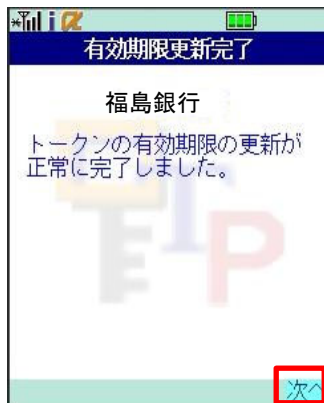 i α
有効期限更新完了
福島銀行
トークンの有効期限の更新が
正常に完了しました。
OTP
次へ